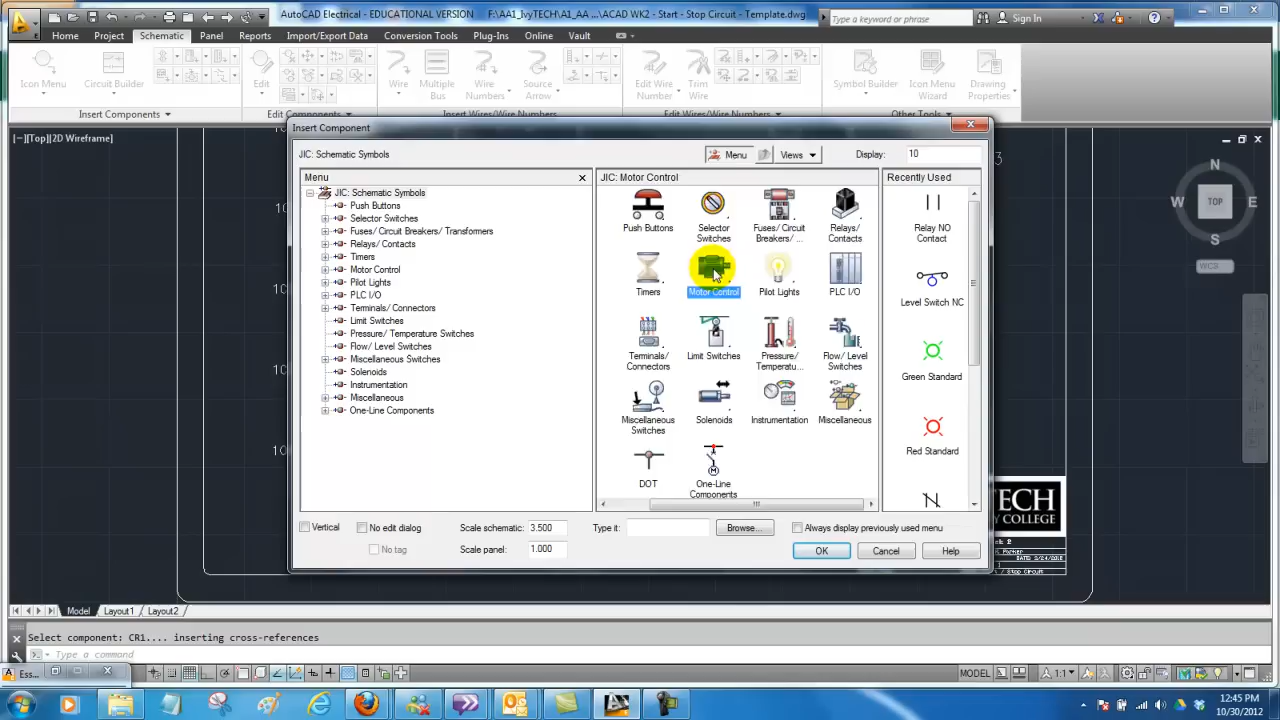 AutoCAD Electrical - EDUCATIONAL VERSION F:\AA1_IvyTECH\A1_AA ...\ACAD WK2 - Start - Stop Circuit - Template.dwg
Type a keyword or phrase
Sign In
Home Project Schematic Panel Reports Import/Export Data Conversion Tools Plug-Ins Online Vault
Icon Menu
Circuit Builder
Edit
Wire
Multiple Bus
Wire Numbers
Source Arrow
Edit Wire Number
Trim Wire
Symbol Builder
Icon Menu Wizard
Drawing Properties
Insert Components
Edit Components
Insert Wires/Wire Numbers
Edit Wires/Wire Numbers
Other Tools
[−][Top][2D Wireframe]
Insert Component
JIC: Schematic Symbols
Menu
Views
Display:
10
Menu
JIC: Schematic Symbols
Push Buttons
Selector Switches
Fuses/ Circuit Breakers/ Transformers
Relays/ Contacts
Timers
Motor Control
Pilot Lights
PLC I/O
Terminals/ Connectors
Limit Switches
Pressure/ Temperature Switches
Flow/ Level Switches
Miscellaneous Switches
Solenoids
Instrumentation
Miscellaneous
One-Line Components
JIC: Motor Control
Push Buttons
Selector Switches
Fuses/ Circuit Breakers/ ...
Relays/ Contacts
Timers
Motor Control
Pilot Lights
PLC I/O
Terminals/ Connectors
Limit Switches
Pressure/ Temperatu...
Flow/ Level Switches
Miscellaneous Switches
Solenoids
Instrumentation
Miscellaneous
DOT
One-Line Components
Recently Used
Relay NO Contact
Level Switch NC
Green Standard
Red Standard
Vertical
No edit dialog
No tag
Scale schematic:
3.500
Scale panel:
1.000
Type it:
Browse...
Always display previously used menu
OK
Cancel
Help
N
W
TOP
E
S
WCS
TECH
Y COLLEGE
Model Layout1 Layout2
Select component: CR1.... inserting cross-references
Type a command
Ess...
MODEL
1:1
12:45 PM
10/30/2012